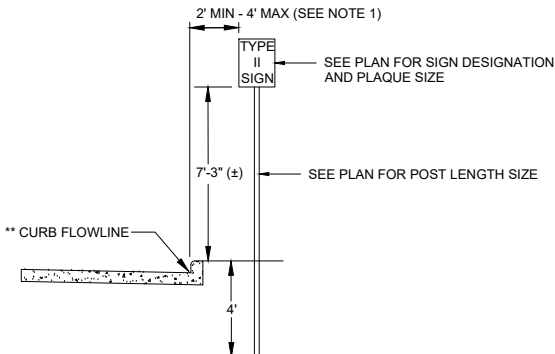 2' MIN - 4' MAX (SEE NOTE 1)
TYPE
II
SIGN
SEE PLAN FOR SIGN DESIGNATION
AND PLAQUE SIZE
7'-3" (±)
SEE PLAN FOR POST LENGTH SIZE
** CURB FLOWLINE
4'